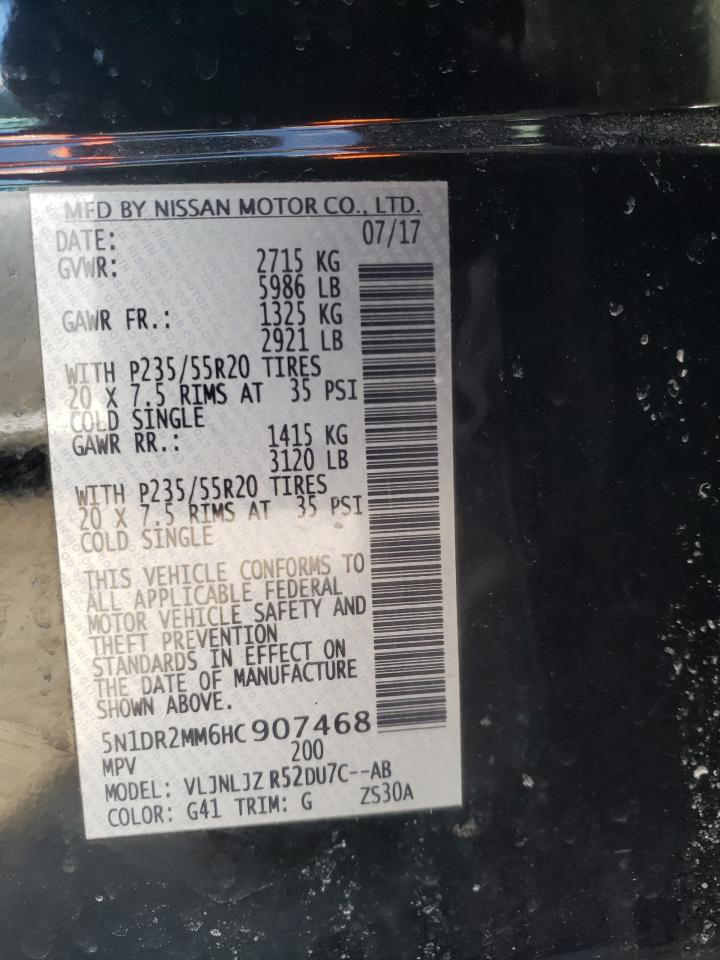 MFD BY NISSAN MOTOR CO., LTD.
DATE: 07/17
GVWR: 2715 KG
5986 LB
GAWR FR.: 1325 KG
2921 LB
WITH P235/55R20 TIRES
20 X 7.5 RIMS AT 35 PSI
COLD SINGLE
GAWR RR.: 1415 KG
3120 LB
WITH P235/55R20 TIRES
20 X 7.5 RIMS AT 35 PSI
COLD SINGLE
THIS VEHICLE CONFORMS TO
ALL APPLICABLE FEDERAL
MOTOR VEHICLE SAFETY AND
THEFT PREVENTION
STANDARDS IN EFFECT ON
THE DATE OF MANUFACTURE
SHOWN ABOVE.
5N1DR2MM6HC907468
MPV 200
MODEL: VLJNLJZ R52DU7C--AB
COLOR: G41 TRIM: G ZS30A